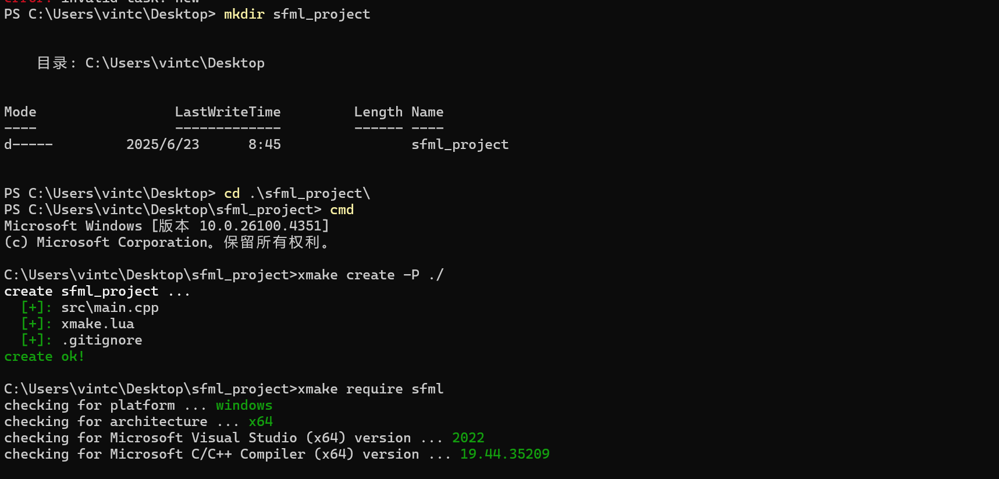 error: invalid task: new
PS C:\Users\vintc\Desktop> mkdir sfml_project
目录: C:\Users\vintc\Desktop
Mode                 LastWriteTime         Length Name
----                 -------------         ------ ----
d-----         2025/6/23      8:45                sfml_project
PS C:\Users\vintc\Desktop> cd .\sfml_project\
PS C:\Users\vintc\Desktop\sfml_project> cmd
Microsoft Windows [版本 10.0.26100.4351]
(c) Microsoft Corporation。保留所有权利。
C:\Users\vintc\Desktop\sfml_project>xmake create -P ./
create sfml_project ...
[+]: src\main.cpp
[+]: xmake.lua
[+]: .gitignore
create ok!
C:\Users\vintc\Desktop\sfml_project>xmake require sfml
checking for platform ... windows
checking for architecture ... x64
checking for Microsoft Visual Studio (x64) version ... 2022
checking for Microsoft C/C++ Compiler (x64) version ... 19.44.35209